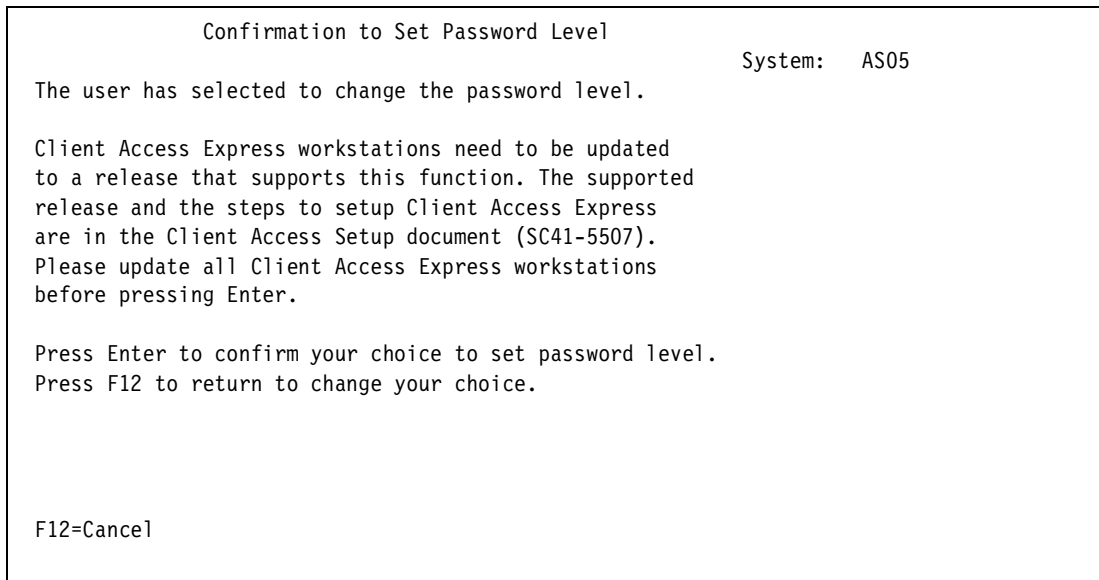 Confirmation to Set Password Level
System: AS05
The user has selected to change the password level.
Client Access Express workstations need to be updated
to a release that supports this function. The supported
release and the steps to setup Client Access Express
are in the Client Access Setup document (SC41-5507).
Please update all Client Access Express workstations
before pressing Enter.
Press Enter to confirm your choice to set password level.
Press F12 to return to change your choice.
F12=Cancel